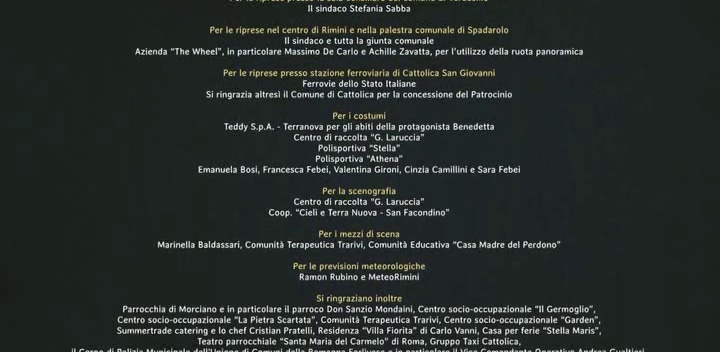 Il sindaco Stefania Sabba
Per le riprese nel centro di Rimini e nella palestra comunale di Spadarolo
Il sindaco e tutta la giunta comunale
Azienda "The Wheel", in particolare Massimo De Carlo e Achille Zavatta, per l'utilizzo della ruota panoramica
Per le riprese presso stazione ferroviaria di Cattolica San Giovanni
Ferrovie dello Stato Italiane
Si ringrazia altresì il Comune di Cattolica per la concessione del Patrocinio
Per i costumi
Teddy S.p.A. - Terranova per gli abiti della protagonista Benedetta
Centro di raccolta "G. Laruccia"
Polisportiva "Stella"
Polisportiva "Athena"
Emanuela Bosi, Francesca Febei, Valentina Gironi, Cinzia Camillini e Sara Febei
Per la scenografia
Centro di raccolta "G. Laruccia"
Coop. "Cieli e Terra Nuova - San Facondino"
Per i mezzi di scena
Marinella Baldassari, Comunità Terapeutica Trarivi, Comunità Educativa "Casa Madre del Perdono"
Per le previsioni meteorologiche
Ramon Rubino e MeteoRimini
Si ringraziano inoltre
Parrocchia di Morciano e in particolare il parroco Don Sanzio Mondaini, Centro socio-occupazionale "Il Germoglio",
Centro socio-occupazionale "La Pietra Scartata", Comunità Terapeutica Trarivi, Centro socio-occupazionale "Garden",
Summertrade catering e lo chef Cristian Pratelli, Residenza "Villa Fiorita" di Carlo Vanni, Casa per ferie "Stella Maris",
Teatro parrocchiale "Santa Maria del Carmelo" di Roma, Gruppo Taxi Cattolica,